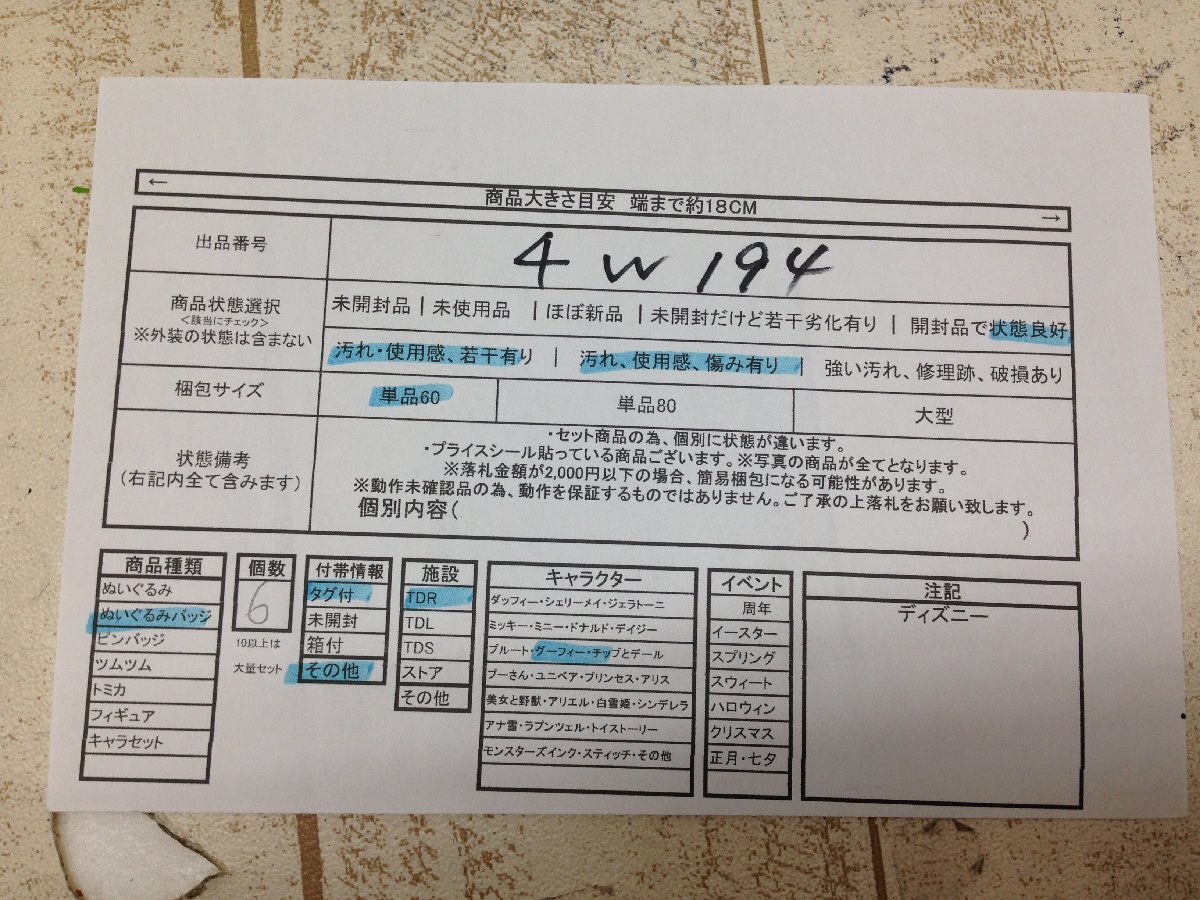 ← 商品大きさ目安 端まで約18CM →
出品番号 4 W 194
商品状態選択
<該当にチェック>
※外装の状態は含まない
未開封品 | 未使用品 | ほぼ新品 | 未開封だけど若干劣化有り | 開封品で状態良好
汚れ・使用感、若干有り | 汚れ、使用感、傷み有り | 強い汚れ、修理跡、破損あり
梱包サイズ 単品60 単品80 大型
状態備考
(右記内全て含みます)
・セット商品の為、個別に状態が違います。
・プライスシール貼っている商品ございます。※写真の商品が全てとなります。
※落札金額が2,000円以下の場合、簡易梱包になる可能性があります。
※動作未確認品の為、動作を保証するものではありません。ご了承の上落札をお願い致します。
個別内容( )
商品種類
ぬいぐるみ
ぬいぐるみバッジ
ピンバッジ
ツムツム
トミカ
フィギュア
キャラセット
個数
6
10以上は
大量セット
付帯情報
タグ付
未開封
箱付
その他
施設
TDR
TDL
TDS
ストア
その他
キャラクター
ダッフィー・シェリーメイ・ジェラトーニ
ミッキー・ミニー・ドナルド・デイジー
プルート・グーフィー・チップとデール
プーさん・ユニベア・プリンセス・アリス
美女と野獣・アリエル・白雪姫・シンデレラ
アナ雪・ラプンツェル・トイストーリー
モンスターズインク・スティッチ・その他
イベント
周年
イースター
スプリング
スウィート
ハロウィン
クリスマス
正月・七夕
注記
ディズニー